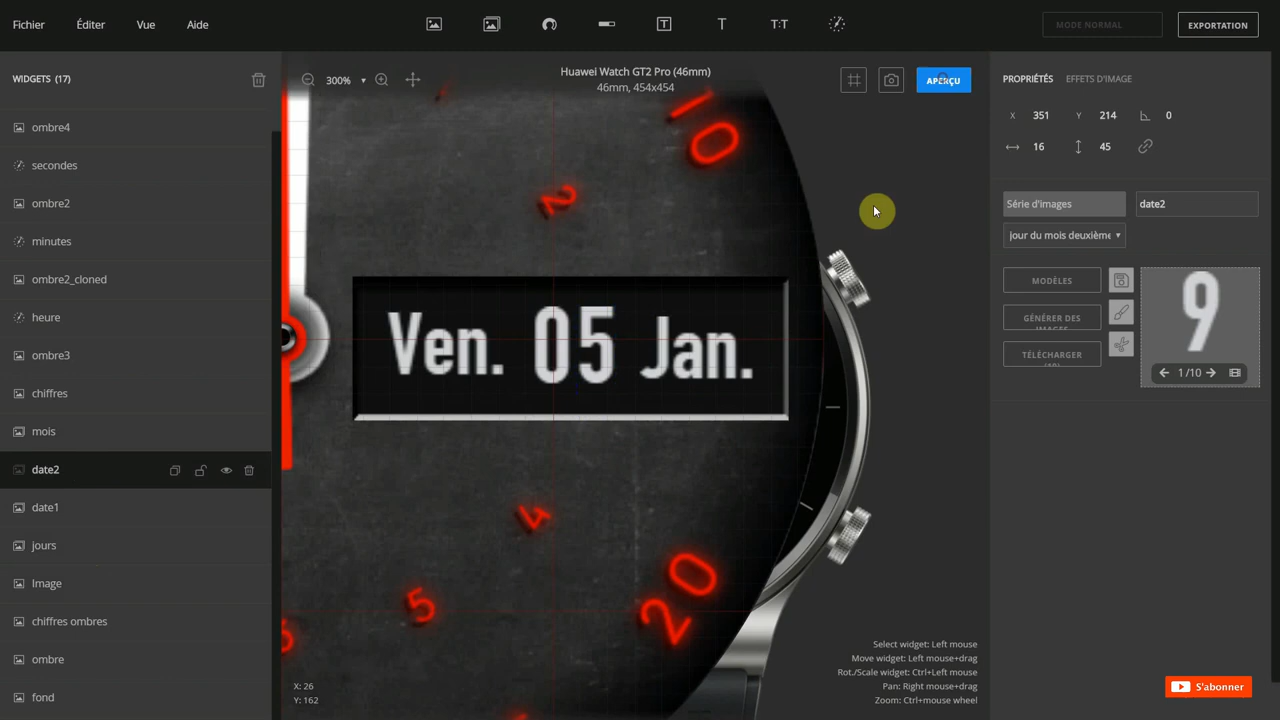 Fichier
Éditer
Vue
Aide
MODE NORMAL
EXPORTATION
WIDGETS (17)
ombre4
secondes
ombre2
minutes
ombre2_cloned
heure
ombre3
chiffres
mois
date2
date1
jours
Image
chiffres ombres
ombre
fond
300%
Huawei Watch GT2 Pro (46mm)
46mm, 454x454
APERÇU
10
2
Ven. 05 Jan.
4
20
5
X: 26
Y: 162
Select widget: Left mouse
Move widget: Left mouse+drag
Rot./Scale widget: Ctrl+Left mouse
Pan: Right mouse+drag
Zoom: Ctrl+mouse wheel
PROPRIÉTÉS
EFFETS D'IMAGE
X 351 Y 214 0
16 45
Série d'images
date2
jour du mois deuxième
MODÈLES
GÉNÉRER DES
TÉLÉCHARGER
9
1/10
S'abonner